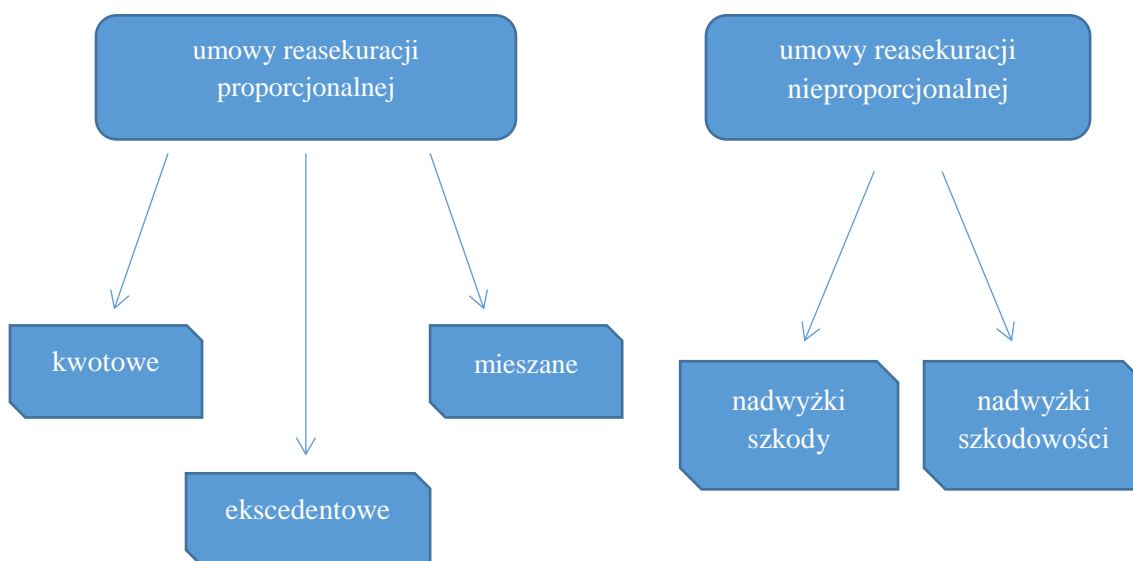 umowy reasekuracji
proporcjonalnej
umowy reasekuracji
nieproporcjonalnej
kwotowe
mieszane
nadwyżki
szkody
nadwyżki
szkodowości
ekscedentowe